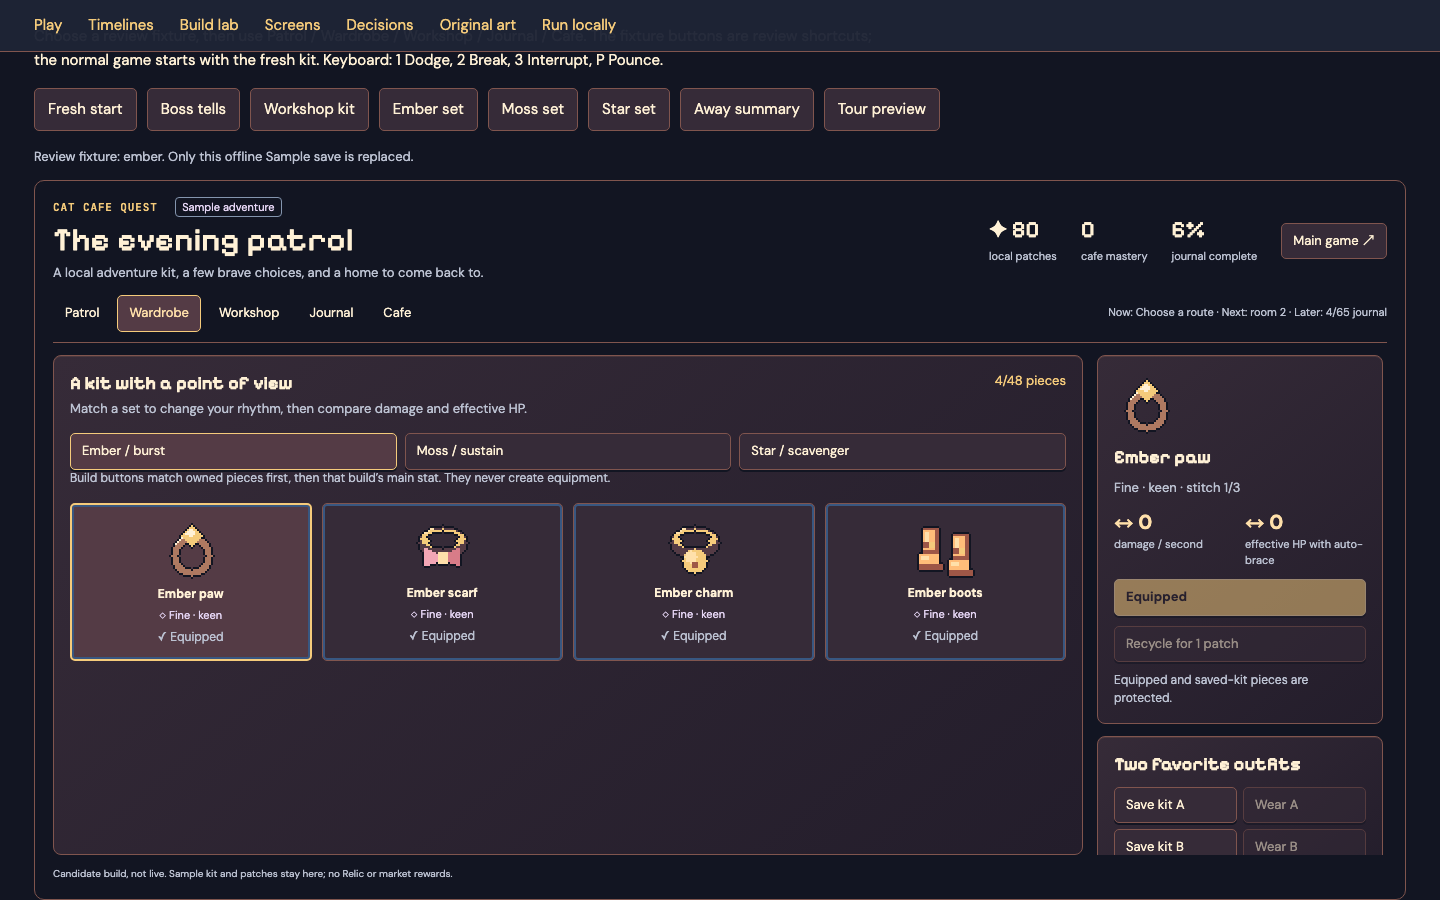 Play Timelines Build lab Screens Decisions Original art Run locally
Choose a review fixture, then use Patrol / Wardrobe / Workshop / Journal / Cafe. The fixture buttons are review shortcuts;
the normal game starts with the fresh kit. Keyboard: 1 Dodge, 2 Break, 3 Interrupt, P Pounce.
Fresh start Boss tells Workshop kit Ember set Moss set Star set Away summary Tour preview
Review fixture: ember. Only this offline Sample save is replaced.
CAT CAFE QUEST Sample adventure
The evening patrol
A local adventure kit, a few brave choices, and a home to come back to.
✦ 80 0 6%
local patches cafe mastery journal complete
Main game ↗
Patrol Wardrobe Workshop Journal Cafe
Now: Choose a route · Next: room 2 · Later: 4/65 journal
A kit with a point of view
4/48 pieces
Match a set to change your rhythm, then compare damage and effective HP.
Ember / burst Moss / sustain Star / scavenger
Build buttons match owned pieces first, then that build's main stat. They never create equipment.
Ember paw Ember scarf Ember charm Ember boots
◇ Fine · keen ◇ Fine · keen ◇ Fine · keen ◇ Fine · keen
✓ Equipped ✓ Equipped ✓ Equipped ✓ Equipped
Ember paw
Fine · keen · stitch 1/3
↔ 0 ↔ 0
damage / second effective HP with auto-
brace
Equipped
Recycle for 1 patch
Equipped and saved-kit pieces are
protected.
Two favorite outfits
Save kit A Wear A
Save kit B Wear B
Candidate build, not live. Sample kit and patches stay here; no Relic or market rewards.